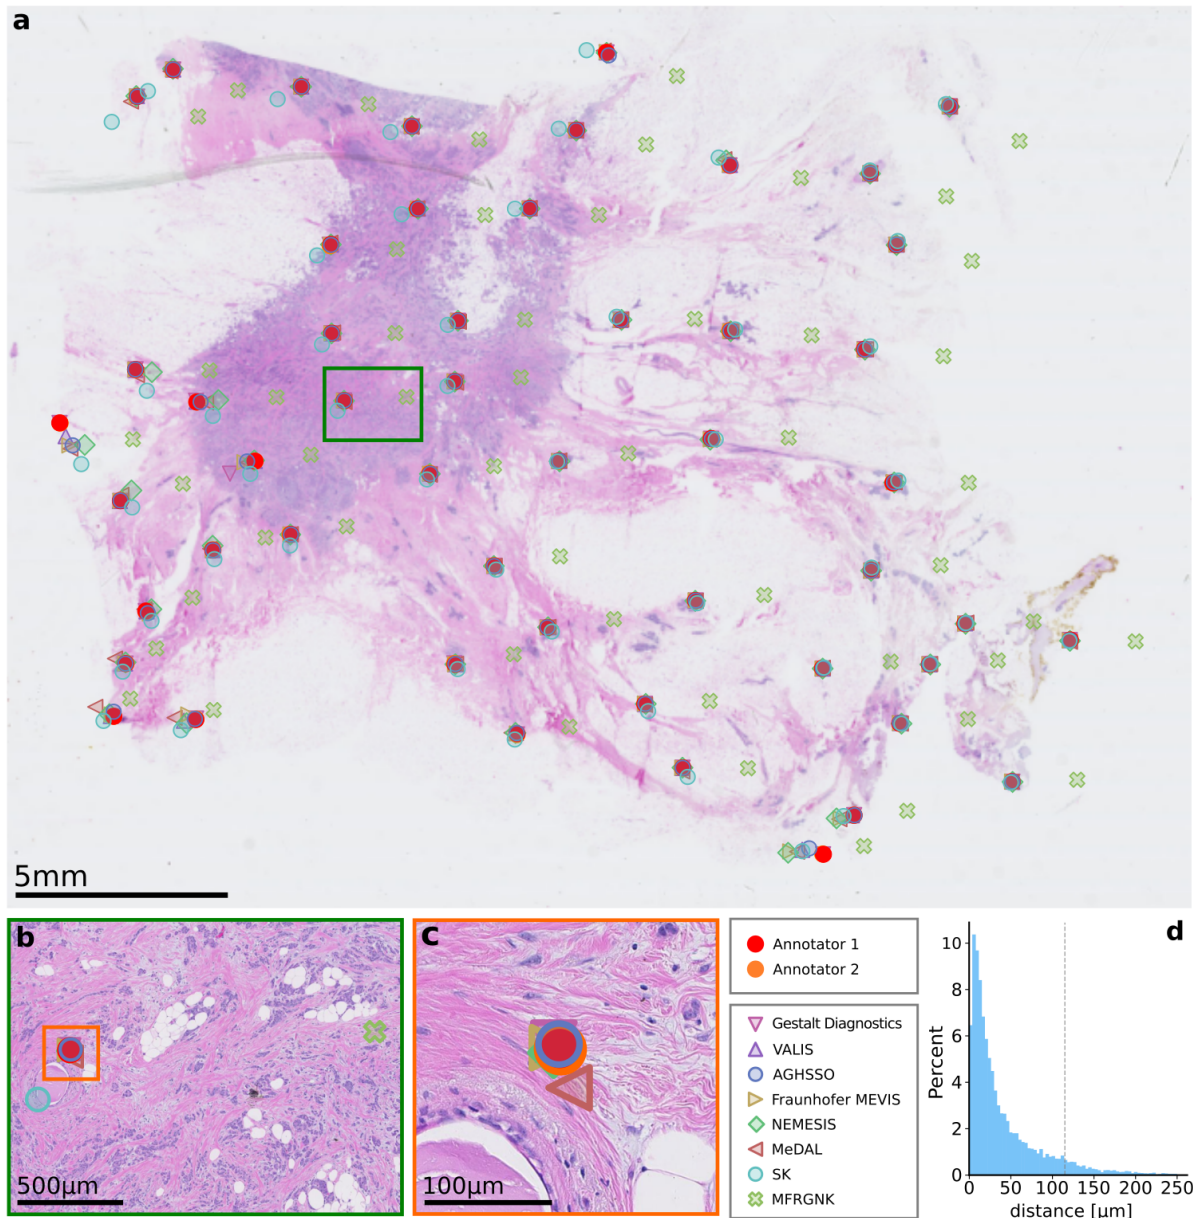 a
5mm
b
500μm
c
100μm
Annotator 1
Annotator 2
Gestalt Diagnostics
VALIS
AGHSSO
Fraunhofer MEVIS
NEMESIS
MeDAL
SK
MFRGNK
d
Percent
10
8
6
4
2
0
0 50 100 150 200 250
distance [μm]